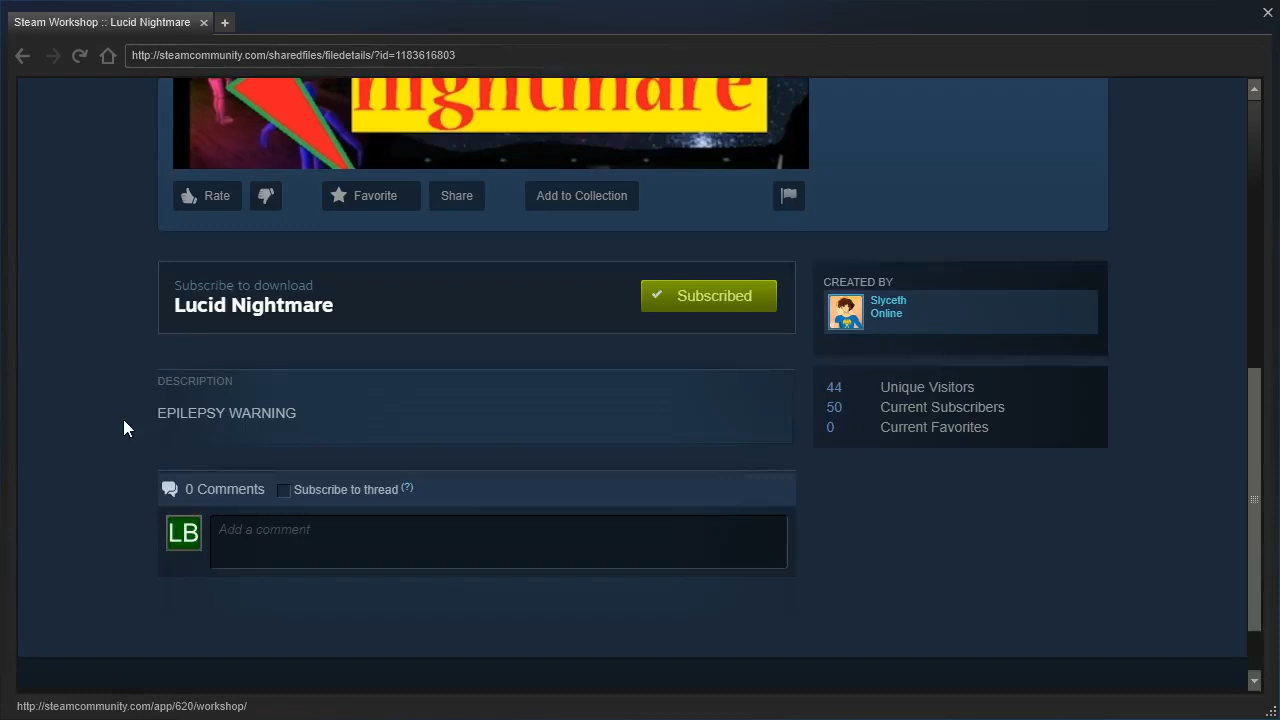 Steam Workshop :: Lucid Nightmare
http://steamcommunity.com/sharedfiles/filedetails/?id=1183616803
nightmare
Rate
Favorite
Share
Add to Collection
Subscribe to download
Lucid Nightmare
Subscribed
CREATED BY
Slyceth
Online
44 Unique Visitors
50 Current Subscribers
0 Current Favorites
DESCRIPTION
EPILEPSY WARNING
0 Comments
Subscribe to thread (?)
LB
Add a comment
http://steamcommunity.com/app/620/workshop/